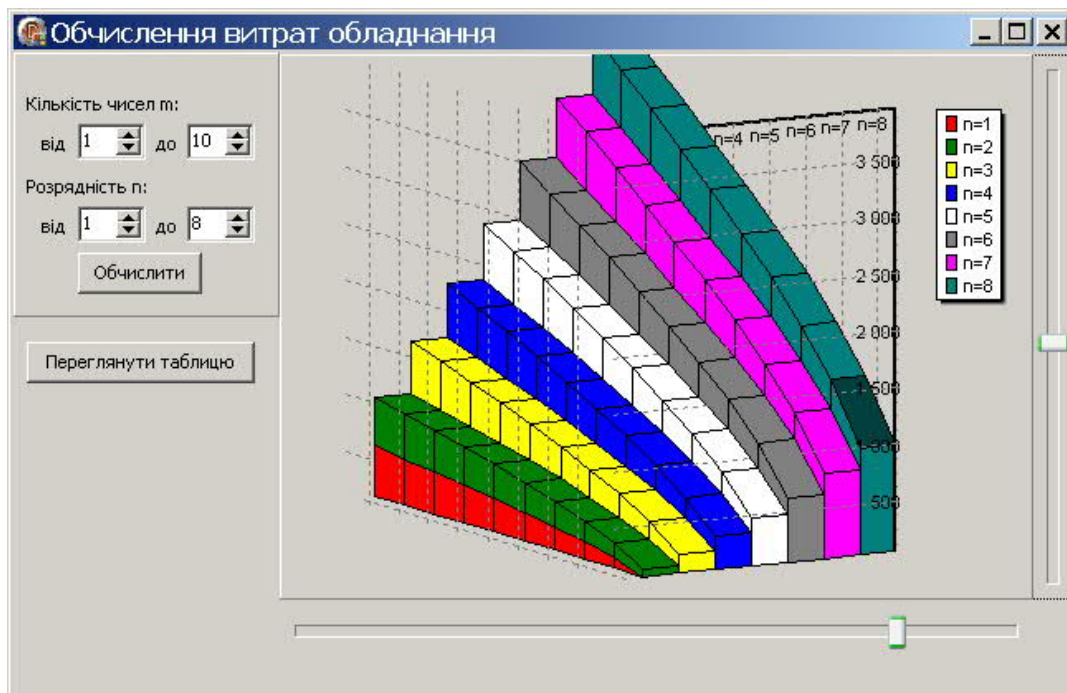 Обчислення витрат обладнання
Кількість чисел m:
від 1 до 10
Розрядність n:
від 1 до 8
Обчислити
Переглянути таблицю
n=4 n=5 n=6 n=7 n=8
3 500
3 000
2 500
2 000
1 500
1 000
500
n=1
n=2
n=3
n=4
n=5
n=6
n=7
n=8